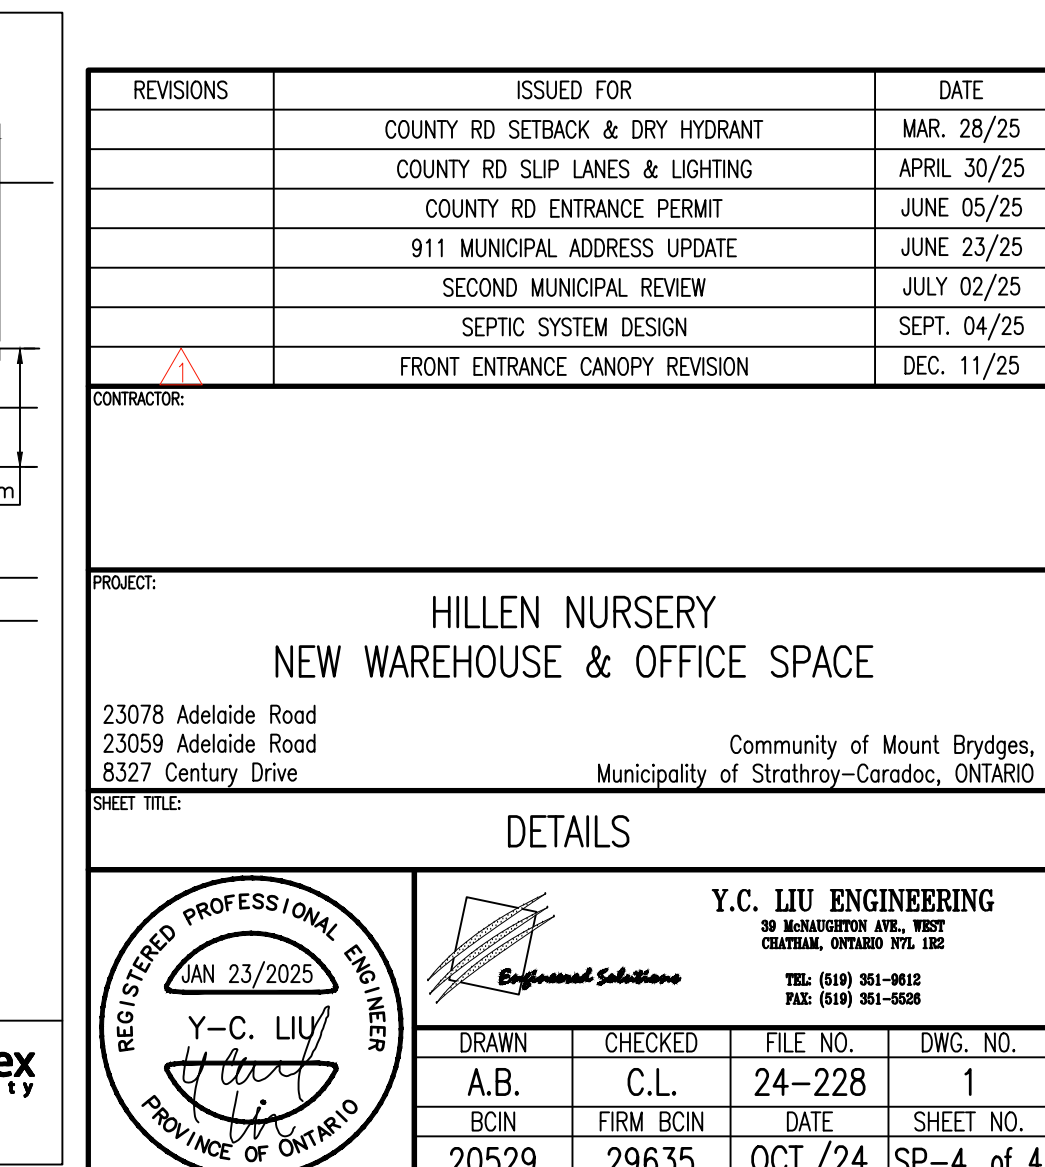 REVISIONS ISSUED FOR DATE
COUNTY RD SETBACK & DRY HYDRANT MAR. 28/25
COUNTY RD SLIP LANES & LIGHTING APRIL 30/25
COUNTY RD ENTRANCE PERMIT JUNE 05/25
911 MUNICIPAL ADDRESS UPDATE JUNE 23/25
SECOND MUNICIPAL REVIEW JULY 02/25
SEPTIC SYSTEM DESIGN SEPT. 04/25
1 FRONT ENTRANCE CANOPY REVISION DEC. 11/25
CONTRACTOR:
m
PROJECT:
HILLEN NURSERY
NEW WAREHOUSE & OFFICE SPACE
23078 Adelaide Road
23059 Adelaide Road
8327 Century Drive
Community of Mount Brydges,
Municipality of Strathroy-Caradoc, ONTARIO
SHEET TITLE:
DETAILS
REGISTERED PROFESSIONAL ENGINEER
JAN 23/2025
Y-C. LIU
PROVINCE OF ONTARIO
Engineered Solutions
Y.C. LIU ENGINEERING
39 McNAUGHTON AVE., WEST
CHATHAM, ONTARIO N7L 1R2
TEL: (519) 351-9612
FAX: (519) 351-5526
DRAWN CHECKED FILE NO. DWG. NO.
A.B. C.L. 24-228 1
BCIN FIRM BCIN DATE SHEET NO.
20529 29635 OCT./24 SP-4 of 4
ex
ty